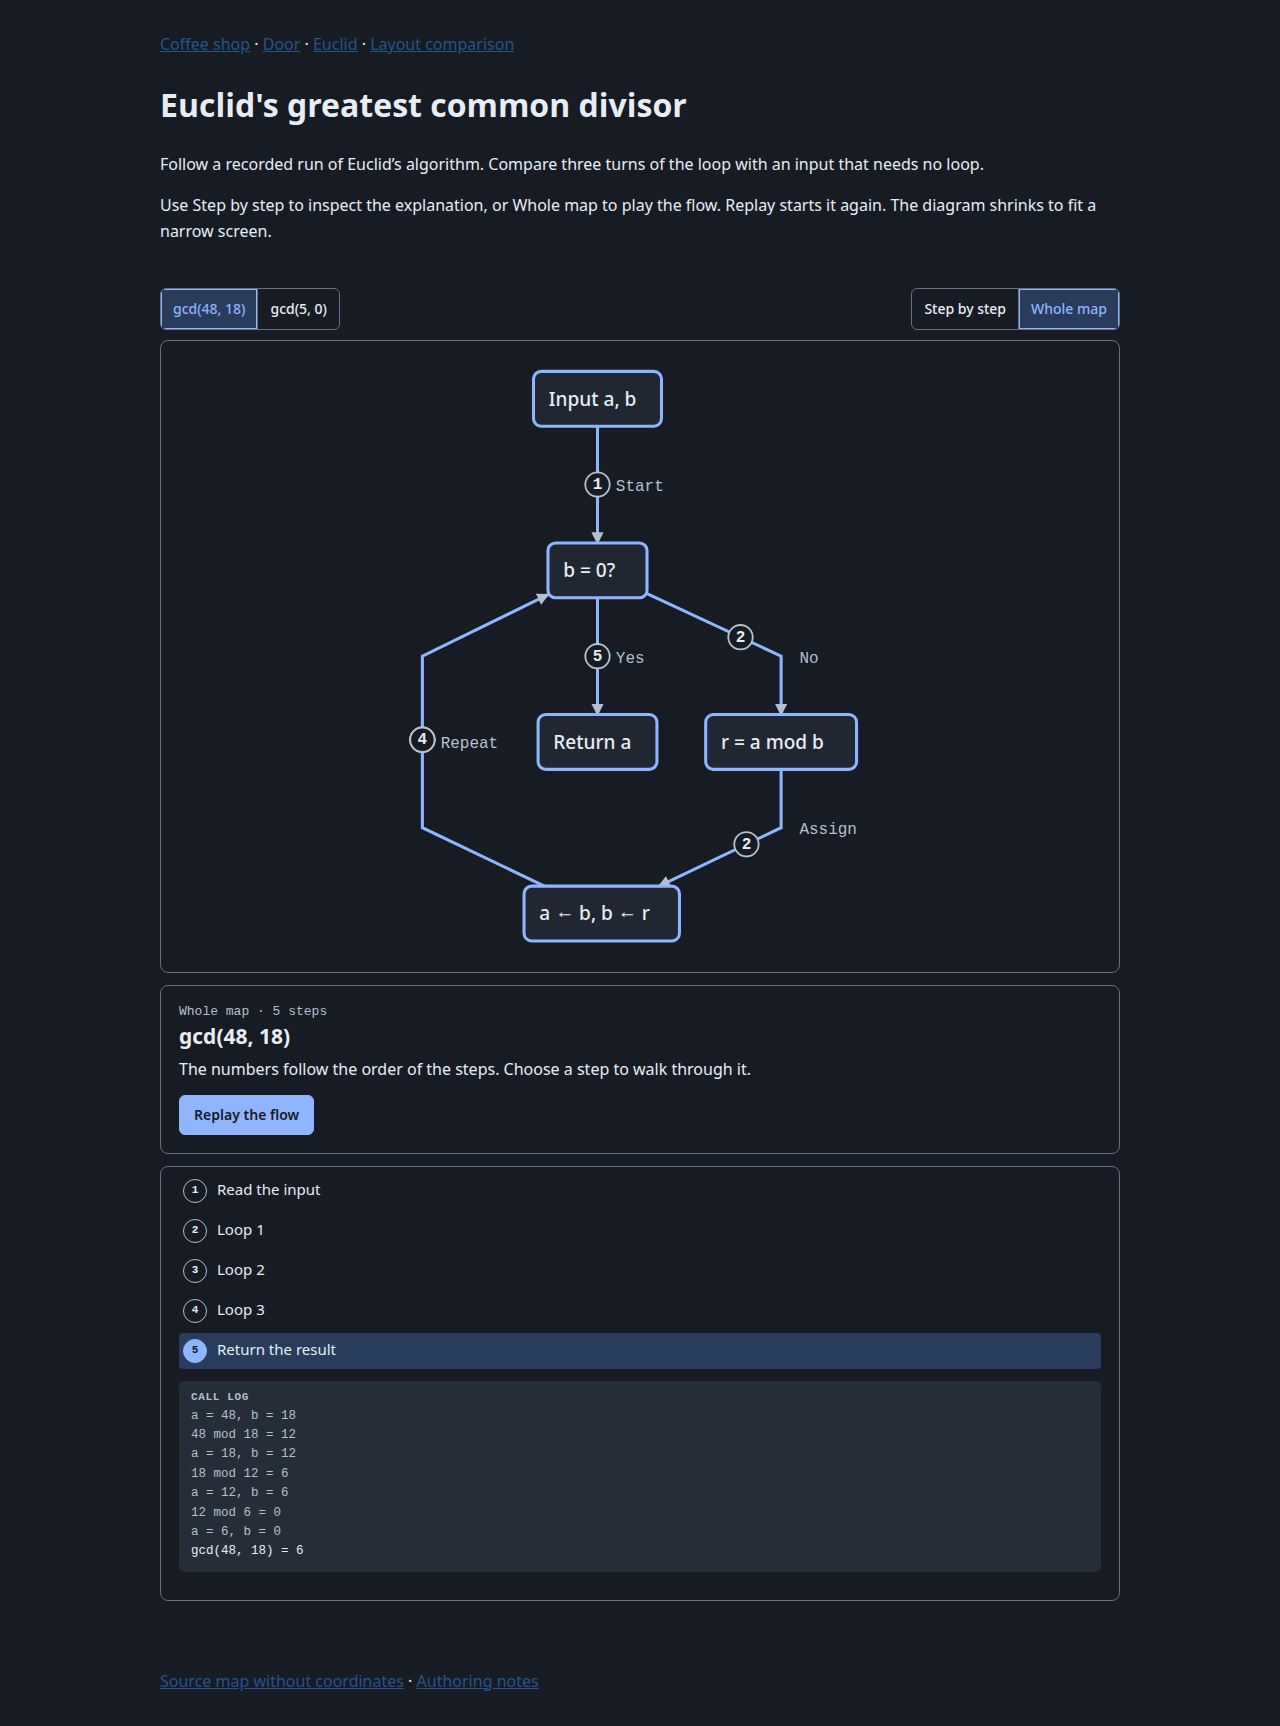 Coffee shop · Door · Euclid · Layout comparison
Euclid's greatest common divisor
Follow a recorded run of Euclid’s algorithm. Compare three turns of the loop with an input that needs no loop.
Use Step by step to inspect the explanation, or Whole map to play the flow. Replay starts it again. The diagram shrinks to fit a
narrow screen.
gcd(48, 18) gcd(5, 0) Step by step Whole map
Input a, b
1 Start
b = 0?
2
5 Yes No
4 Repeat Return a r = a mod b
2 Assign
a ← b, b ← r
Whole map · 5 steps
gcd(48, 18)
The numbers follow the order of the steps. Choose a step to walk through it.
Replay the flow
1 Read the input
2 Loop 1
3 Loop 2
4 Loop 3
5 Return the result
CALL LOG
a = 48, b = 18
48 mod 18 = 12
a = 18, b = 12
18 mod 12 = 6
a = 12, b = 6
12 mod 6 = 0
a = 6, b = 0
gcd(48, 18) = 6
Source map without coordinates · Authoring notes